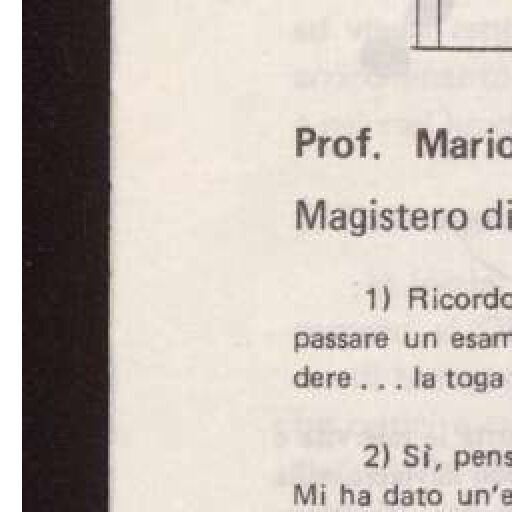 Prof. Mario
Magistero di
1) Ricordo
passare un esam
dere . . . la toga
2) Sì, pens
Mi ha dato un'e